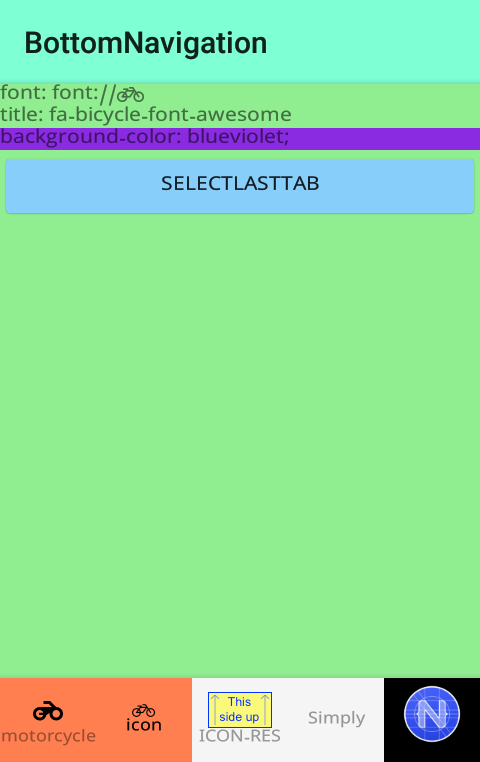 BottomNavigation
font: font://
title: fa-bicycle-font-awesome
background-color: blueviolet;
SELECTLASTTAB
motorcycle
icon
This
side up
ICON-RES
Simply
N